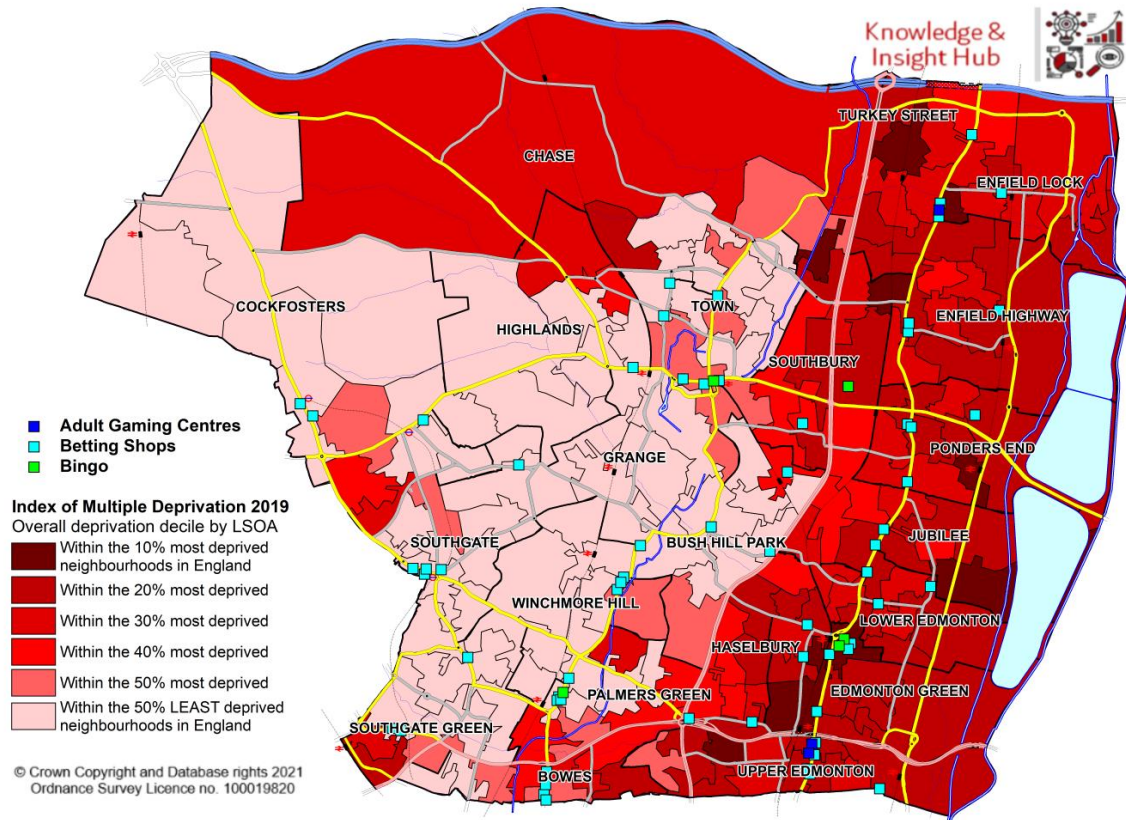 Knowledge &
Insight Hub
TURKEY STREET
CHASE
ENFIELD LOCK
COCKFOSTERS
TOWN
HIGHLANDS
ENFIELD HIGHWAY
SOUTHBURY
Adult Gaming Centres
Betting Shops
Bingo
GRANGE
PONDERS END
Index of Multiple Deprivation 2019
Overall deprivation decile by LSOA
Within the 10% most deprived
neighbourhoods in England
Within the 20% most deprived
Within the 30% most deprived
Within the 40% most deprived
Within the 50% most deprived
Within the 50% LEAST deprived
neighbourhoods in England
SOUTHGATE
BUSH HILL PARK
JUBILEE
WINCHMORE HILL
LOWER EDMONTON
HASELBURY
PALMERS GREEN
EDMONTON GREEN
SOUTHGATE GREEN
BOWES
UPPER EDMONTON
© Crown Copyright and Database rights 2021
Ordnance Survey Licence no. 100019820